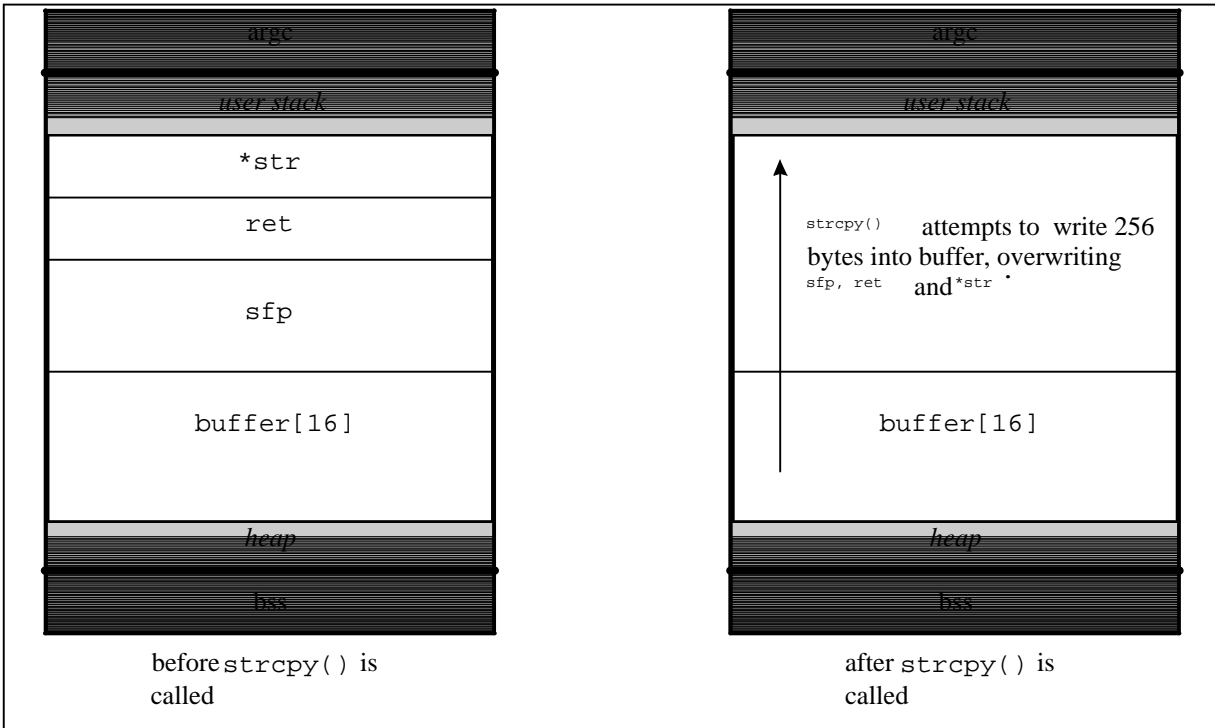 argc
user stack
*str
ret
sfp
buffer[16]
heap
bss
before strcpy() is
called
argc
user stack
strcpy() attempts to write 256
bytes into buffer, overwriting
sfp, ret and *str .
buffer[16]
heap
bss
after strcpy() is
called